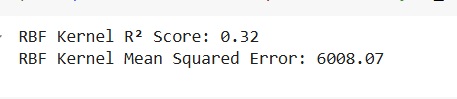 RBF Kernel R² Score: 0.32
RBF Kernel Mean Squared Error: 6008.07